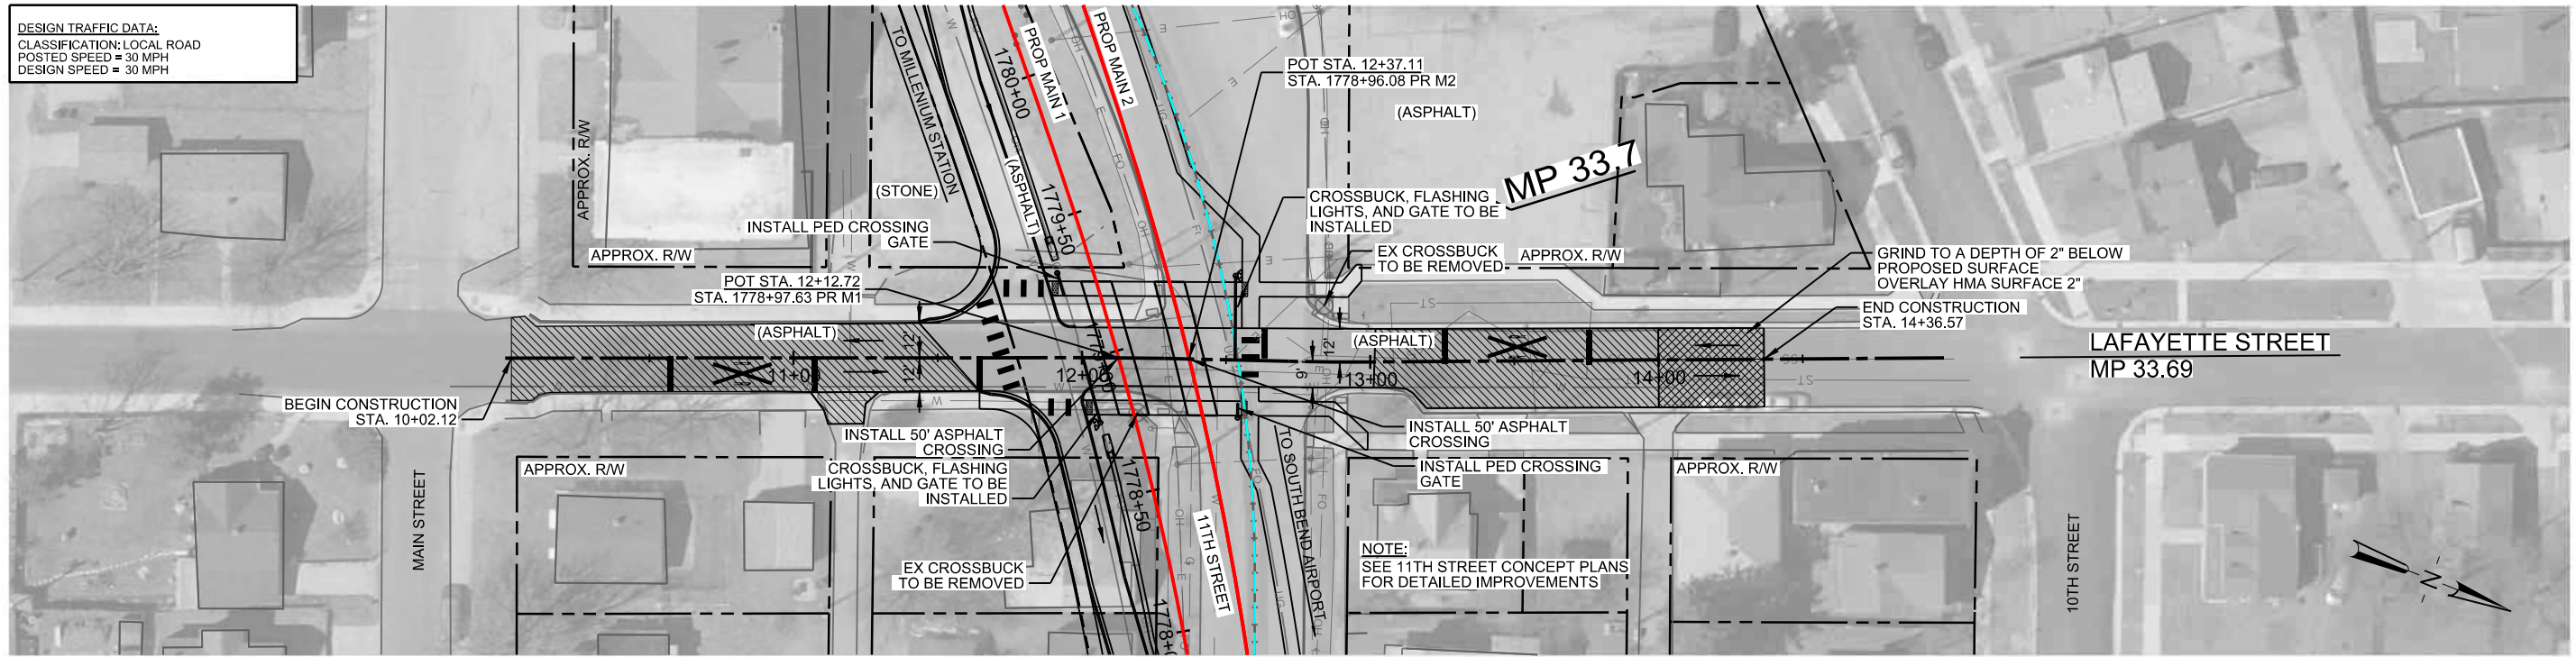 DESIGN TRAFFIC DATA:
CLASSIFICATION: LOCAL ROAD
POSTED SPEED = 30 MPH
DESIGN SPEED = 30 MPH
TO MILLENIUM STATION
1780+00
PROP MAIN 1
PROP MAIN 2
POT STA. 12+37.11
STA. 1778+96.08 PR M2
(ASPHALT)
APPROX. R/W
(STONE)
(ASPHALT)
1779+50
MP 33.7
INSTALL PED CROSSING
GATE
CROSSBUCK, FLASHING
LIGHTS, AND GATE TO BE
INSTALLED
APPROX. R/W
EX CROSSBUCK
TO BE REMOVED
APPROX. R/W
GRIND TO A DEPTH OF 2" BELOW
PROPOSED SURFACE
OVERLAY HMA SURFACE 2"
POT STA. 12+12.72
STA. 1778+97.63 PR M1
END CONSTRUCTION
STA. 14+36.57
(ASPHALT)
12'
12'
(ASPHALT)
12'
9'
LAFAYETTE STREET
MP 33.69
11+00
12+00
13+00
14+00
BEGIN CONSTRUCTION
STA. 10+02.12
INSTALL 50' ASPHALT
CROSSING
INSTALL 50' ASPHALT
CROSSING
CROSSBUCK, FLASHING
LIGHTS, AND GATE TO BE
INSTALLED
INSTALL PED CROSSING
GATE
APPROX. R/W
APPROX. R/W
MAIN STREET
1778+50
11TH STREET
TO SOUTH BEND AIRPORT
10TH STREET
EX CROSSBUCK
TO BE REMOVED
NOTE:
SEE 11TH STREET CONCEPT PLANS
FOR DETAILED IMPROVEMENTS
-N-